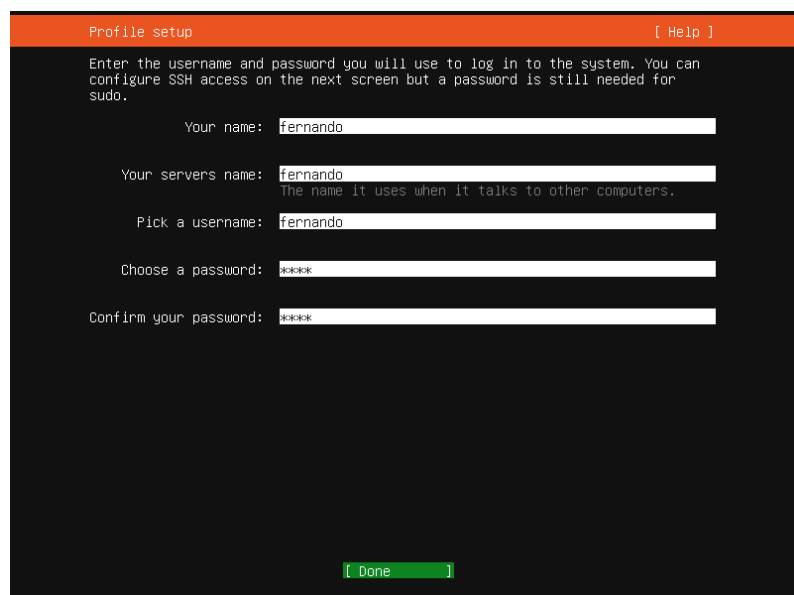 Profile setup [ Help ]
Enter the username and password you will use to log in to the system. You can
configure SSH access on the next screen but a password is still needed for
sudo.
Your name: fernando
Your servers name: fernando
The name it uses when it talks to other computers.
Pick a username: fernando
Choose a password: ****
Confirm your password: ****
[ Done ]